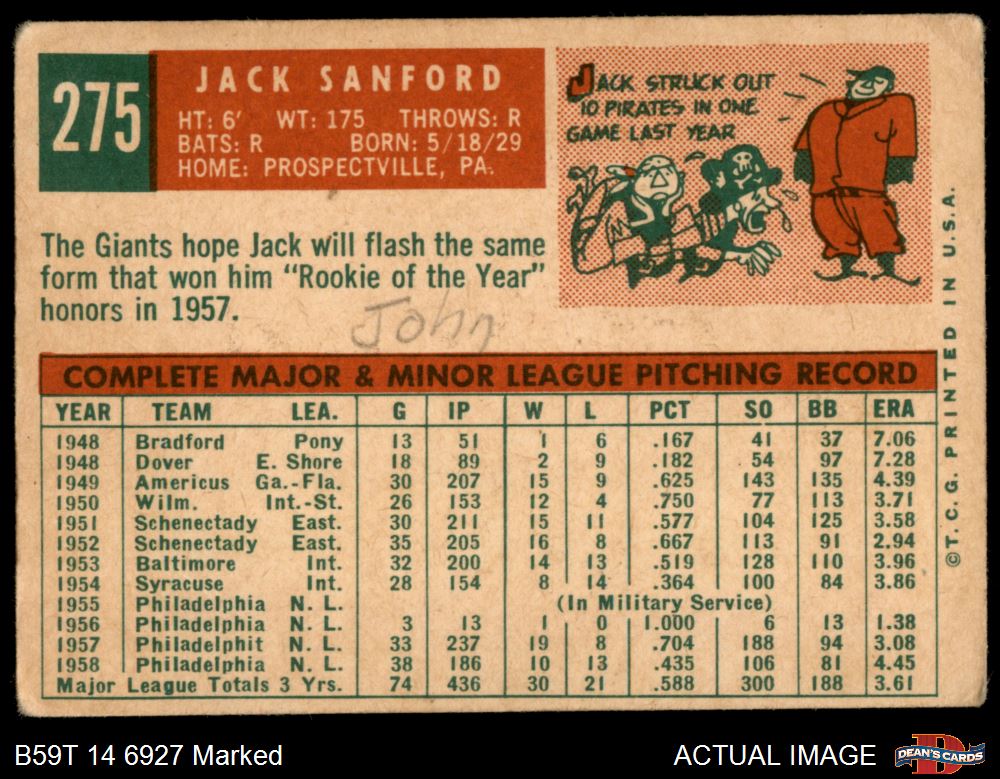 275
JACK SANFORD
HT: 6' WT: 175 THROWS: R
BATS: R BORN: 5/18/29
HOME: PROSPECTVILLE, PA.
JACK STRUCK OUT
10 PIRATES IN ONE
GAME LAST YEAR
The Giants hope Jack will flash the same
form that won him "Rookie of the Year"
honors in 1957.
John
COMPLETE MAJOR & MINOR LEAGUE PITCHING RECORD
YEAR TEAM LEA. G IP W L PCT SO BB ERA
1948 Bradford Pony 13 51 1 6 .167 41 37 7.06
1948 Dover E. Shore 18 89 2 9 .182 54 97 7.28
1949 Americus Ga.-Fla. 30 207 15 9 .625 143 135 4.39
1950 Wilm. Int.-St. 26 153 12 4 .750 77 113 3.71
1951 Schenectady East. 30 211 15 11 .577 104 125 3.58
1952 Schenectady East. 35 205 16 8 .667 113 91 2.94
1953 Baltimore Int. 32 200 14 13 .519 128 110 3.96
1954 Syracuse Int. 28 154 8 14 .364 100 84 3.86
1955 Philadelphia N. L. (In Military Service)
1956 Philadelphia N. L. 3 13 1 0 1.000 6 13 1.38
1957 Philadelphit N. L. 33 237 19 8 .704 188 94 3.08
1958 Philadelphia N. L. 38 186 10 13 .435 106 81 4.45
Major League Totals 3 Yrs. 74 436 30 21 .588 300 188 3.61
©T.C.G. PRINTED IN U.S.A.
B59T 14 6927 Marked
ACTUAL IMAGE
DEAN'S CARDS